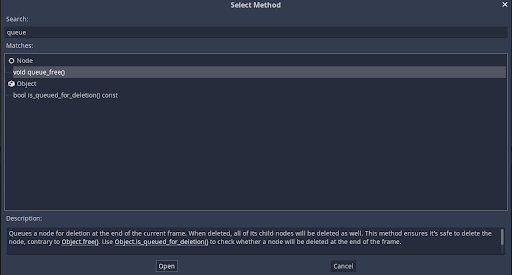 Select Method
Search:
queue
Matches:
Node
void queue_free()
Object
bool is_queued_for_deletion() const
Description:
Queues a node for deletion at the end of the current frame. When deleted, all of its child nodes will be deleted as well. This method ensures it's safe to delete the
node, contrary to Object.free(). Use Object.is_queued_for_deletion() to check whether a node will be deleted at the end of the frame.
Open
Cancel